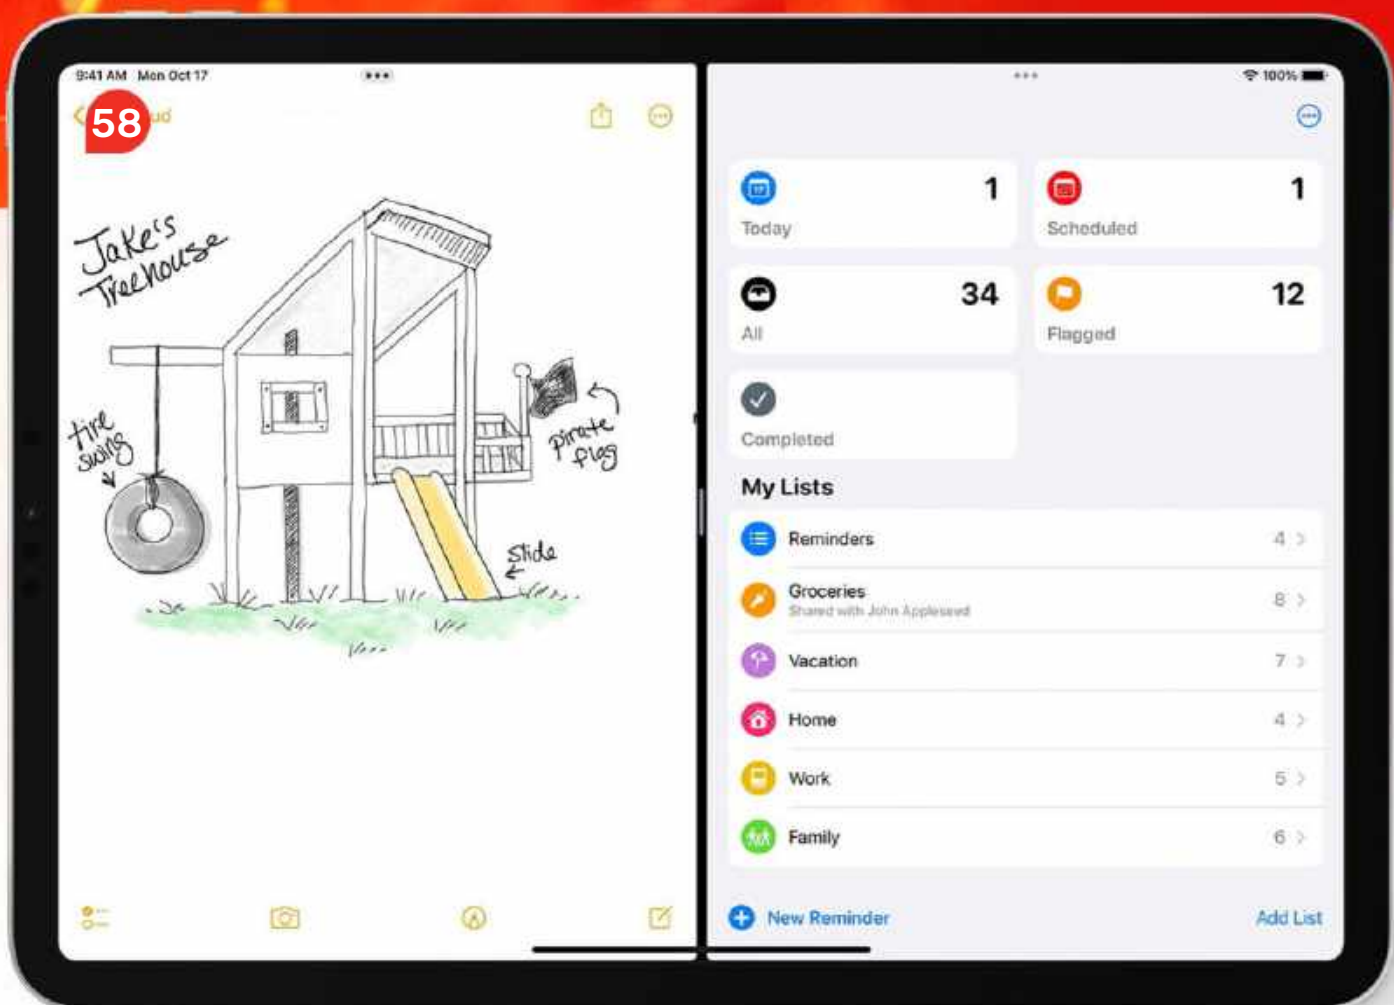 9:41 AM Mon Oct 17
100%
58
ud
Jake's
Treehouse
tire
swing
pirate
flag
slide
1
Today
1
Scheduled
34
All
12
Flagged
Completed
My Lists
Reminders
4
Groceries
Shared with John Appleseed
8
Vacation
7
Home
4
Work
5
Family
6
New Reminder
Add List